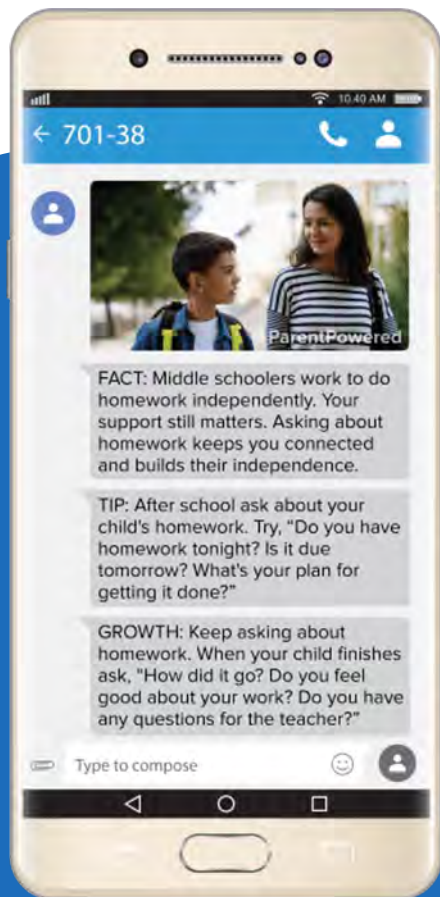 10.40 AM
701-38
ParentPowered
FACT: Middle schoolers work to do
homework independently. Your
support still matters. Asking about
homework keeps you connected
and builds their independence.
TIP: After school ask about your
child's homework. Try, “Do you have
homework tonight? Is it due
tomorrow? What's your plan for
getting it done?”
GROWTH: Keep asking about
homework. When your child finishes
ask, "How did it go? Do you feel
good about your work? Do you have
any questions for the teacher?”
Type to compose